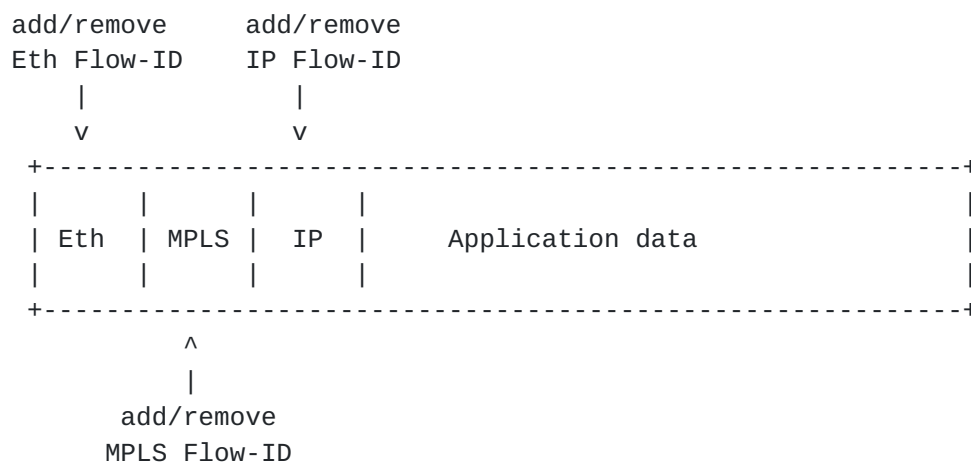 add/remove add/remove
Eth Flow-ID IP Flow-ID
| |
v v
+-----------------------------------------------------------+
| | | | |
| Eth | MPLS | IP | Application data |
| | | | |
+-----------------------------------------------------------+
^
|
add/remove
MPLS Flow-ID